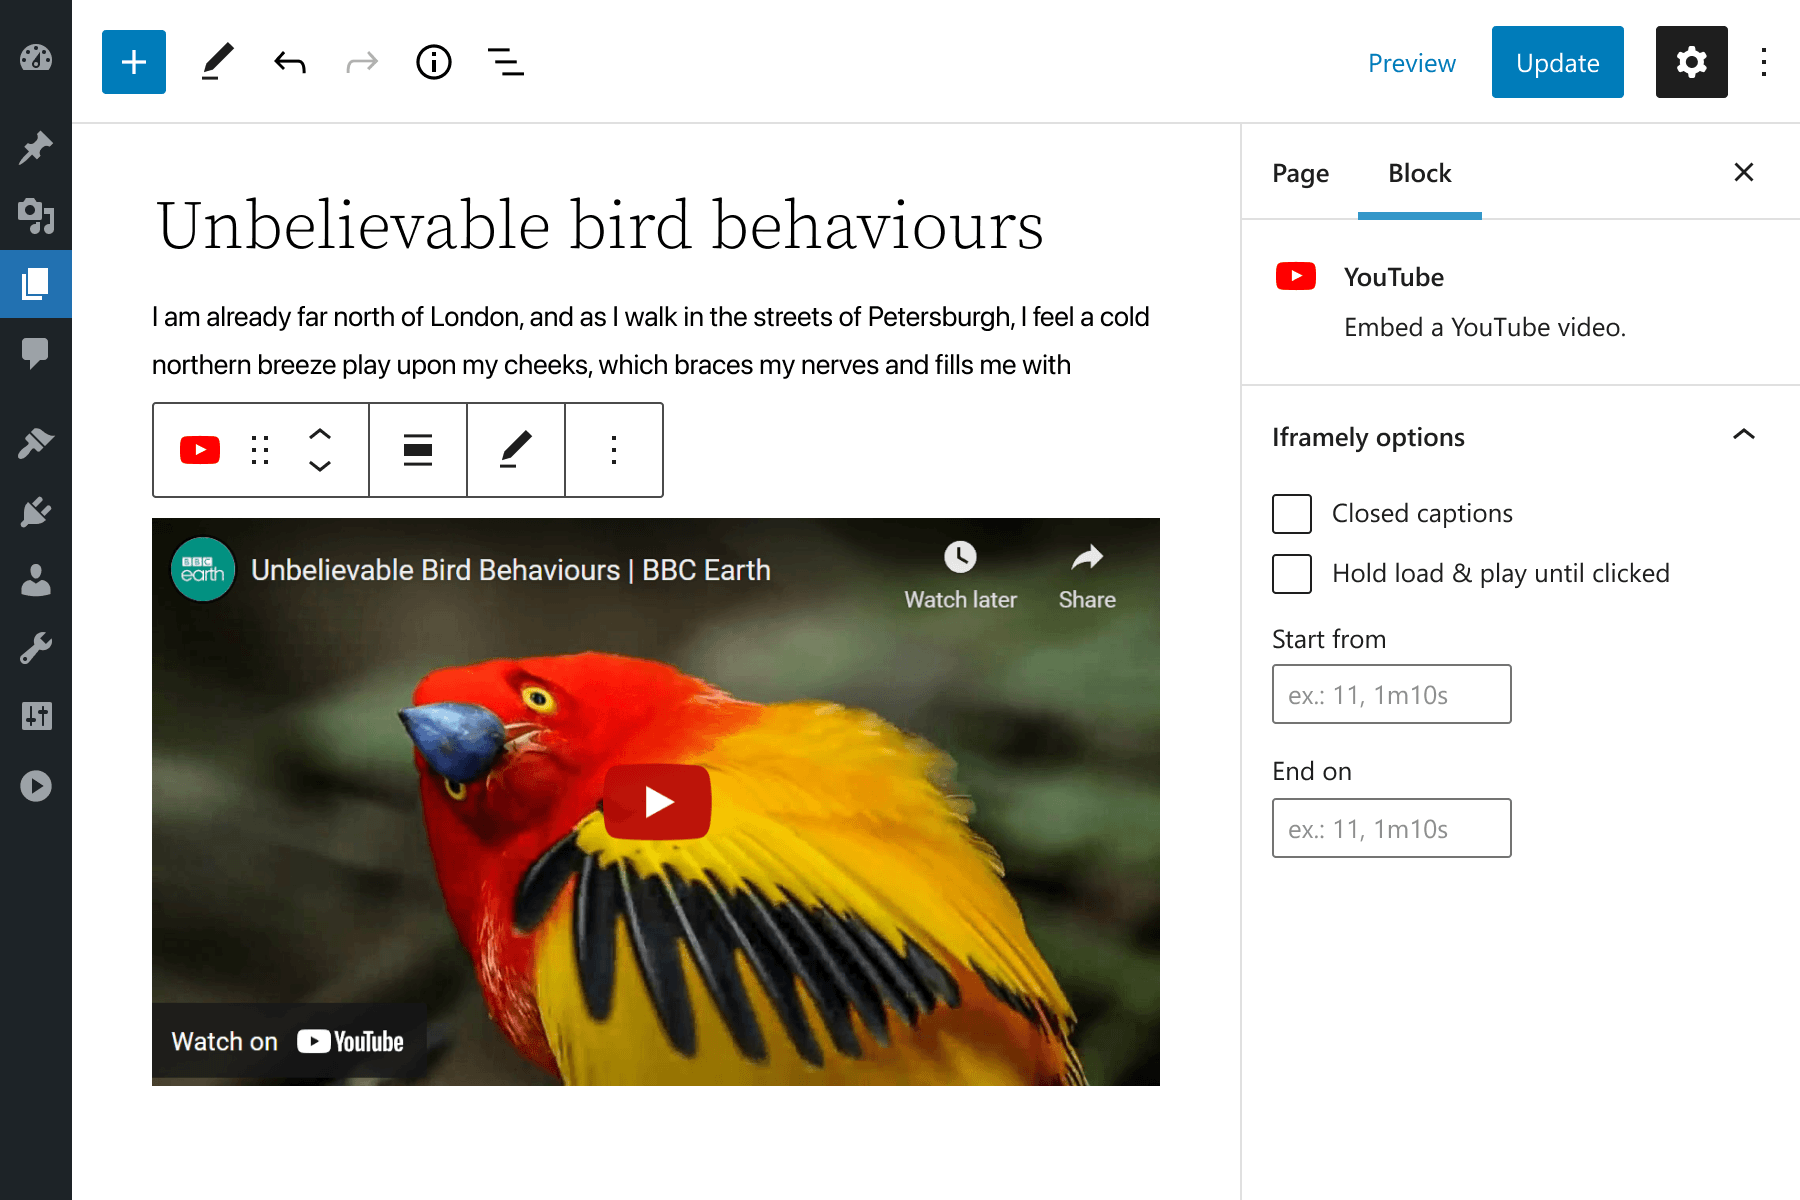 Preview
Update
Page
Block
Unbelievable bird behaviours
I am already far north of London, and as I walk in the streets of Petersburgh, I feel a cold
northern breeze play upon my cheeks, which braces my nerves and fills me with
BBC
earth
Unbelievable Bird Behaviours | BBC Earth
Watch later
Share
Watch on
YouTube
YouTube
Embed a YouTube video.
Iframely options
Closed captions
Hold load & play until clicked
Start from
ex.: 11, 1m10s
End on
ex.: 11, 1m10s